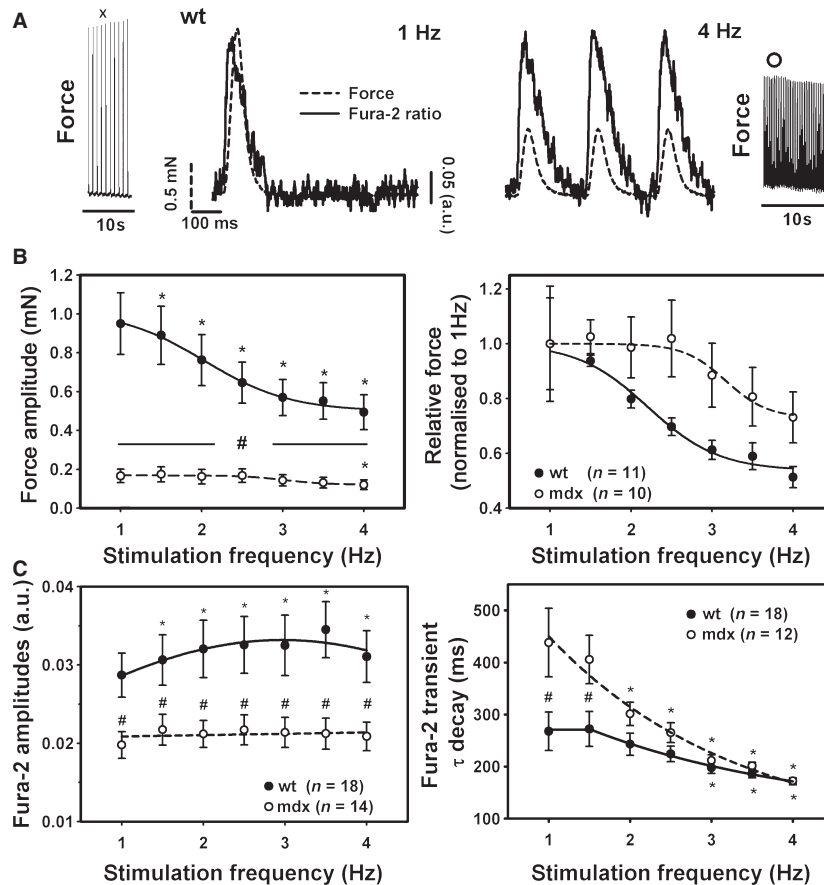 A
x
Force
10s
wt
1 Hz
Force
Fura-2 ratio
0.5 mN
100 ms
0.05 (a.u.)
4 Hz
Force
10s
B
Force amplitude (mN)
1.2
1.0
0.8
0.6
0.4
0.2
0.0
* * * * * *
#
*
1 2 3 4
Stimulation frequency (Hz)
Relative force
(normalised to 1Hz)
1.2
1.0
0.8
0.6
0.4
wt (n = 11)
mdx (n = 10)
1 2 3 4
Stimulation frequency (Hz)
C
Fura-2 amplitudes (a.u.)
0.04
0.03
0.02
0.01
* * * * * *
# # # # # # #
wt (n = 18)
mdx (n = 14)
1 2 3 4
Stimulation frequency (Hz)
Fura-2 transient
τ decay (ms)
500
400
300
200
100
wt (n = 18)
mdx (n = 12)
# # * * * * *
* * *
1 2 3 4
Stimulation frequency (Hz)